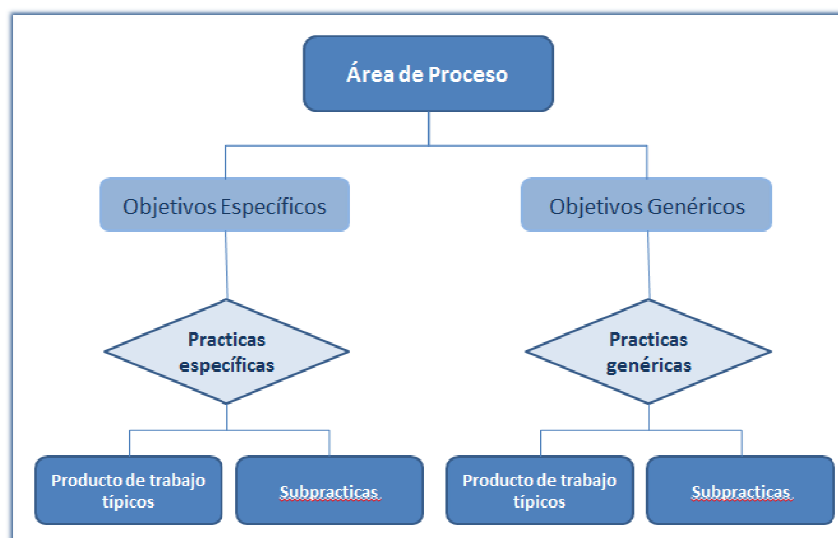 Área de Proceso
Objetivos Específicos
Objetivos Genéricos
Practicas
específicas
Practicas
genéricas
Producto de trabajo
típicos
Subpracticas
Producto de trabajo
típicos
Subpracticas